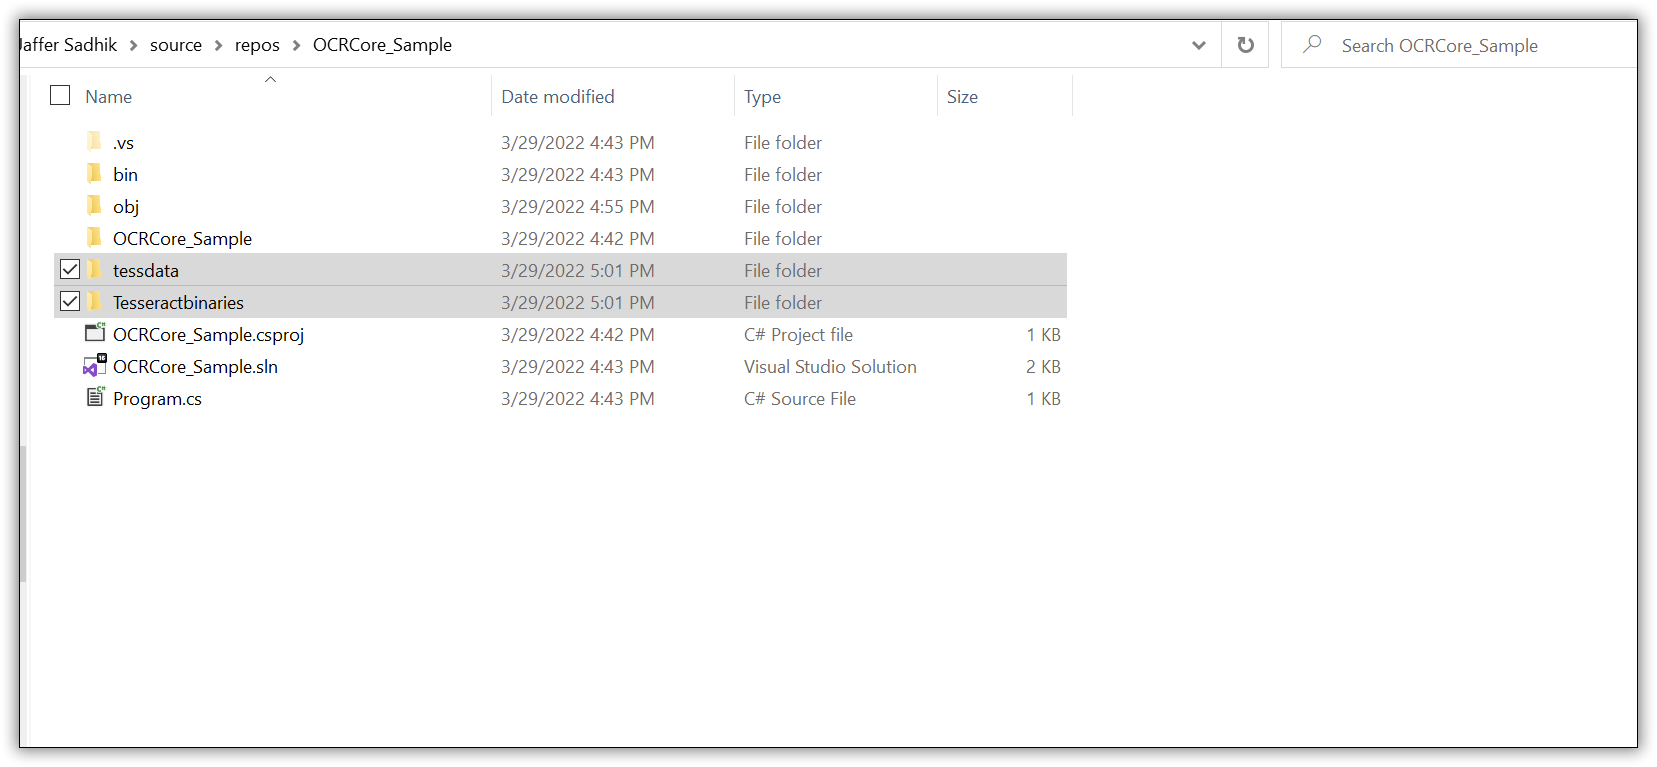 Jaffer Sadhik > source > repos > OCRCore_Sample Search OCRCore_Sample
Name Date modified Type Size
.vs 3/29/2022 4:43 PM File folder
bin 3/29/2022 4:43 PM File folder
obj 3/29/2022 4:55 PM File folder
OCRCore_Sample 3/29/2022 4:42 PM File folder
tessdata 3/29/2022 5:01 PM File folder
Tesseractbinaries 3/29/2022 5:01 PM File folder
OCRCore_Sample.csproj 3/29/2022 4:42 PM C# Project file 1 KB
OCRCore_Sample.sln 3/29/2022 4:43 PM Visual Studio Solution 2 KB
Program.cs 3/29/2022 4:43 PM C# Source File 1 KB